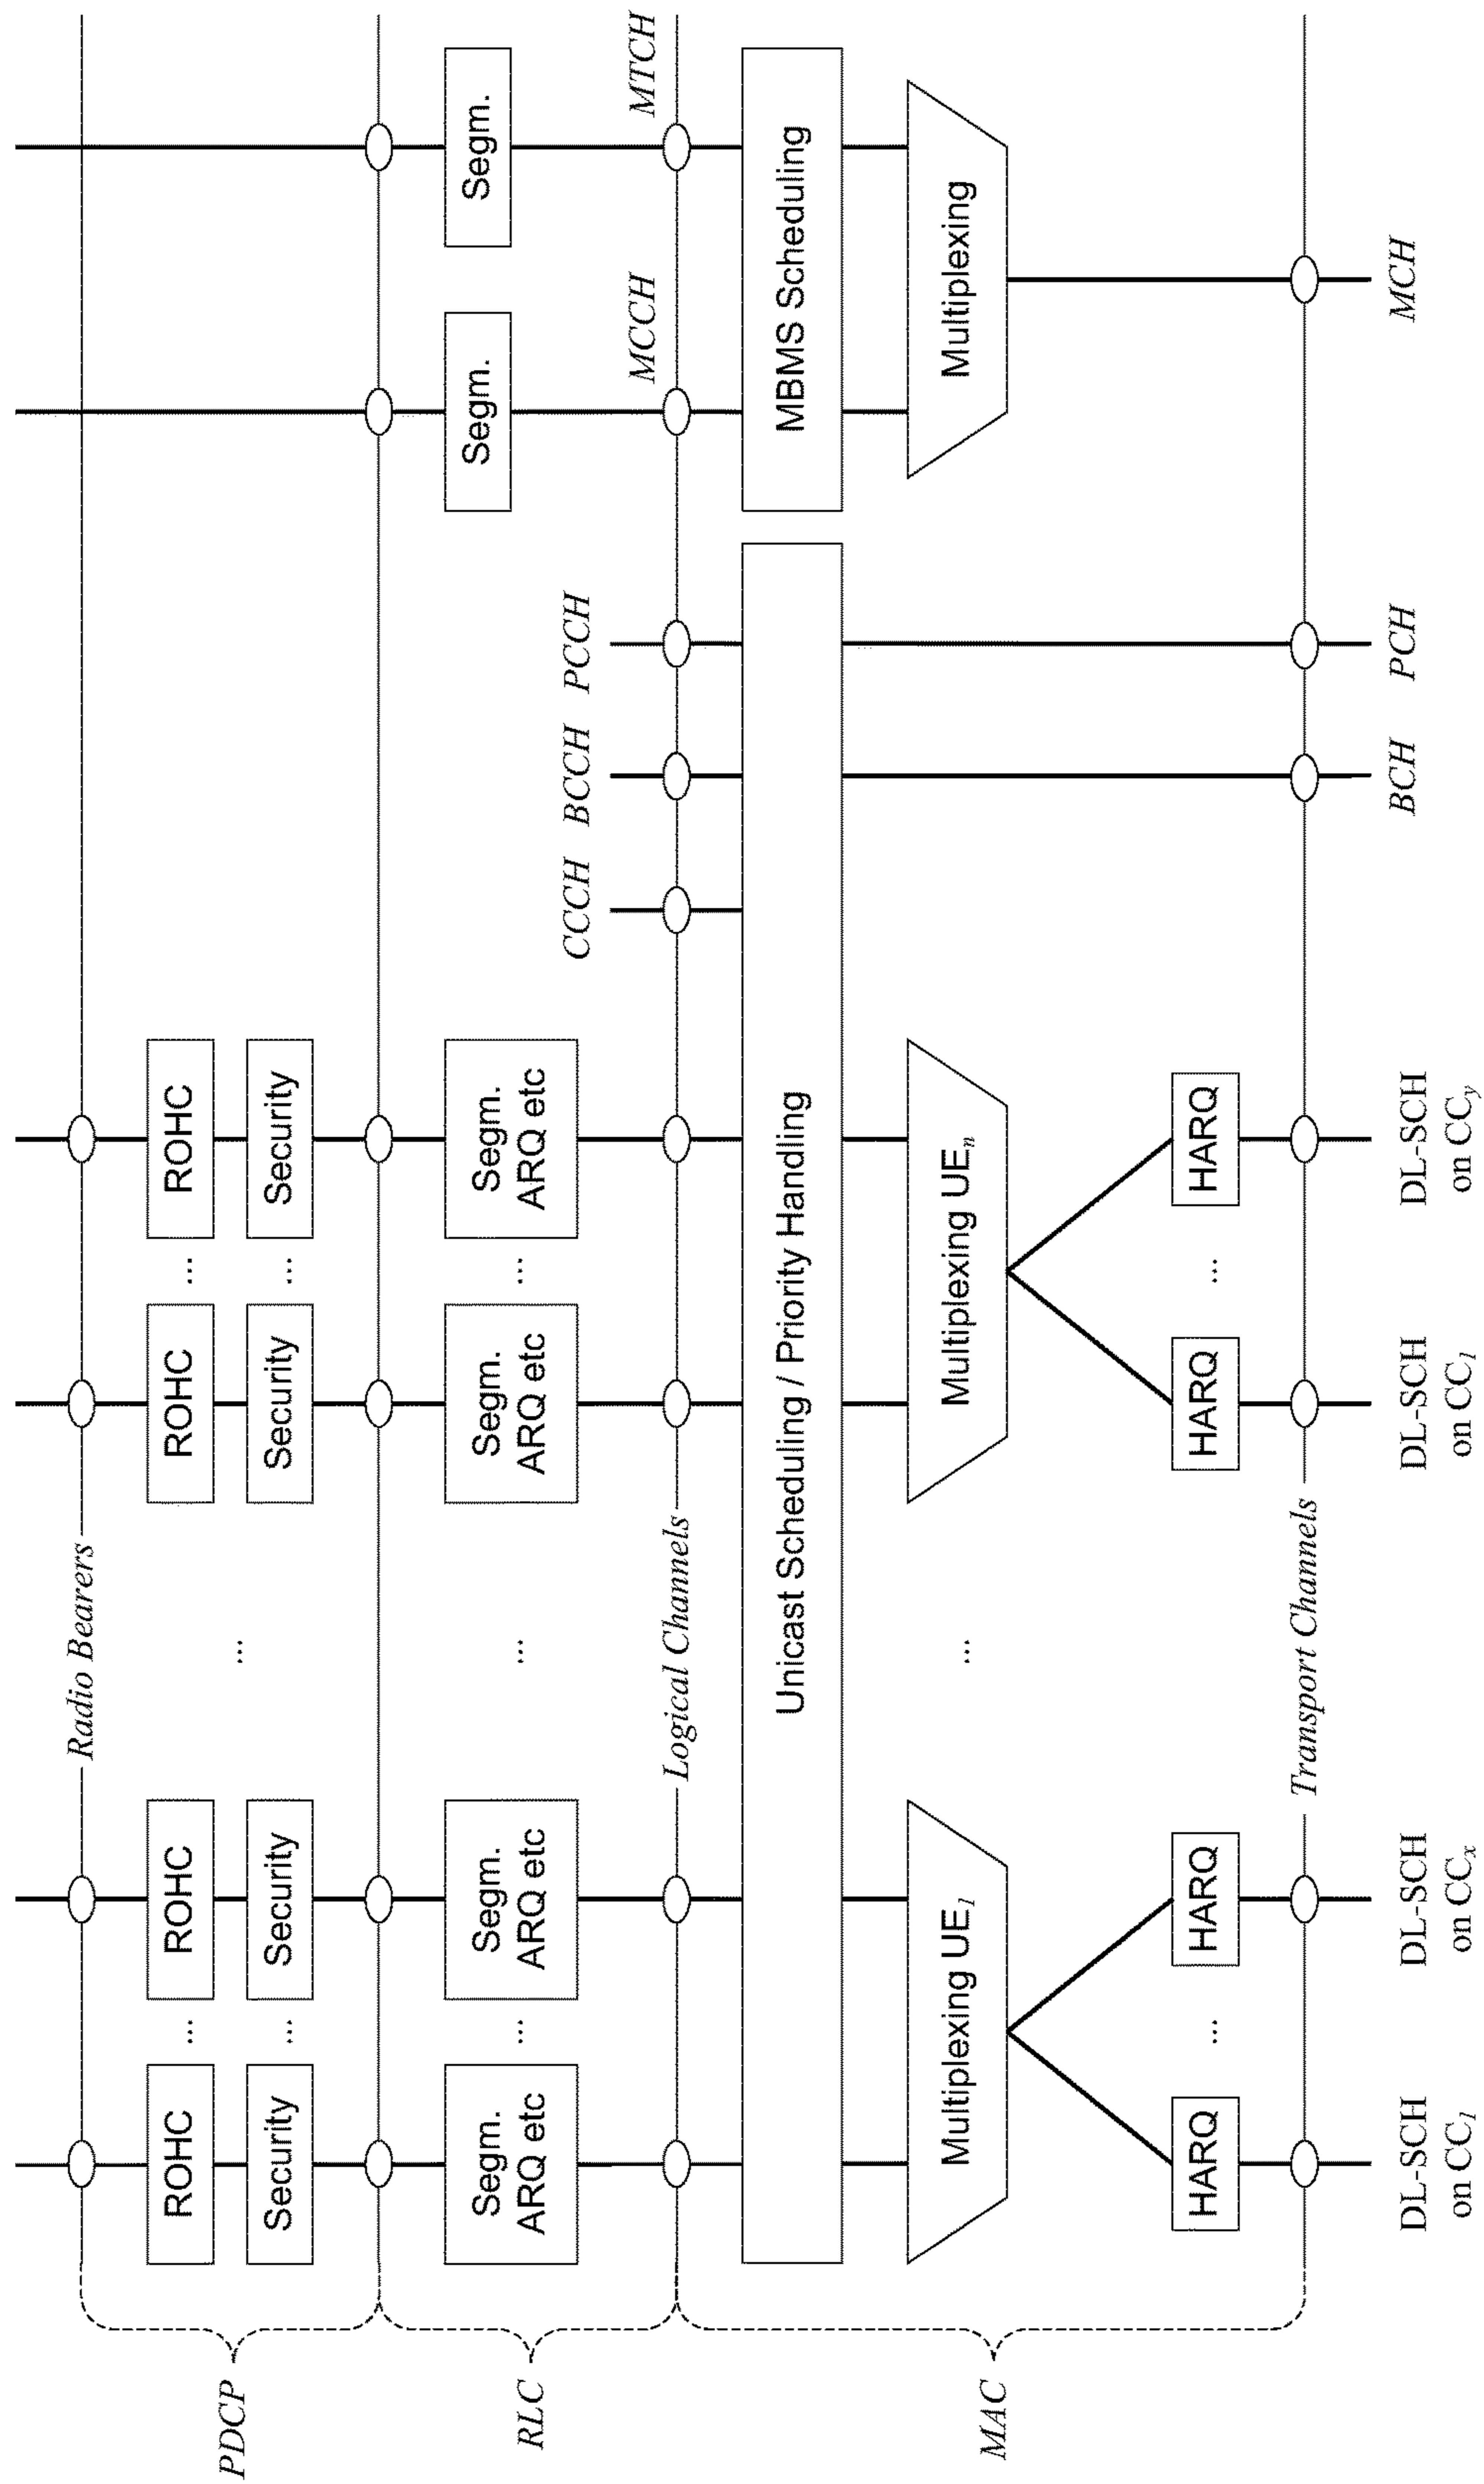 Radio Bearers
PDCP
ROHC
...
ROHC
...
ROHC
...
ROHC
Security
...
Security
Security
...
Security
RLC
Segm.
ARQ etc
...
Segm.
ARQ etc
...
Segm.
ARQ etc
...
Segm.
ARQ etc
Segm.
Segm.
Logical Channels
CCCH
BCCH
PCCH
MCCH
MTCH
MAC
Unicast Scheduling / Priority Handling
MBMS Scheduling
Multiplexing UE1
...
Multiplexing UEn
Multiplexing
HARQ
...
HARQ
HARQ
...
HARQ
Transport Channels
DL-SCH
on CC1
DL-SCH
on CCx
DL-SCH
on CC1
DL-SCH
on CCy
BCH
PCH
MCH